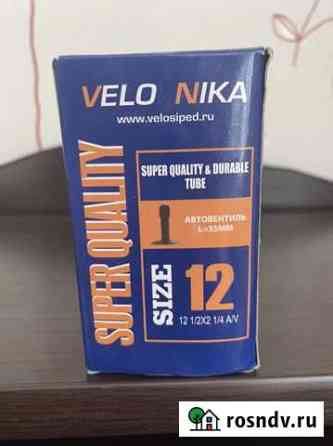 VELO NIKA
www.velosiped.ru
SUPER QUALITY
SUPER QUALITY & DURABLE
TUBE
АВТОВЕНТИЛЬ
L=35MM
SIZE
12
12 1/2X2 1/4 A/V
rosndv.ru